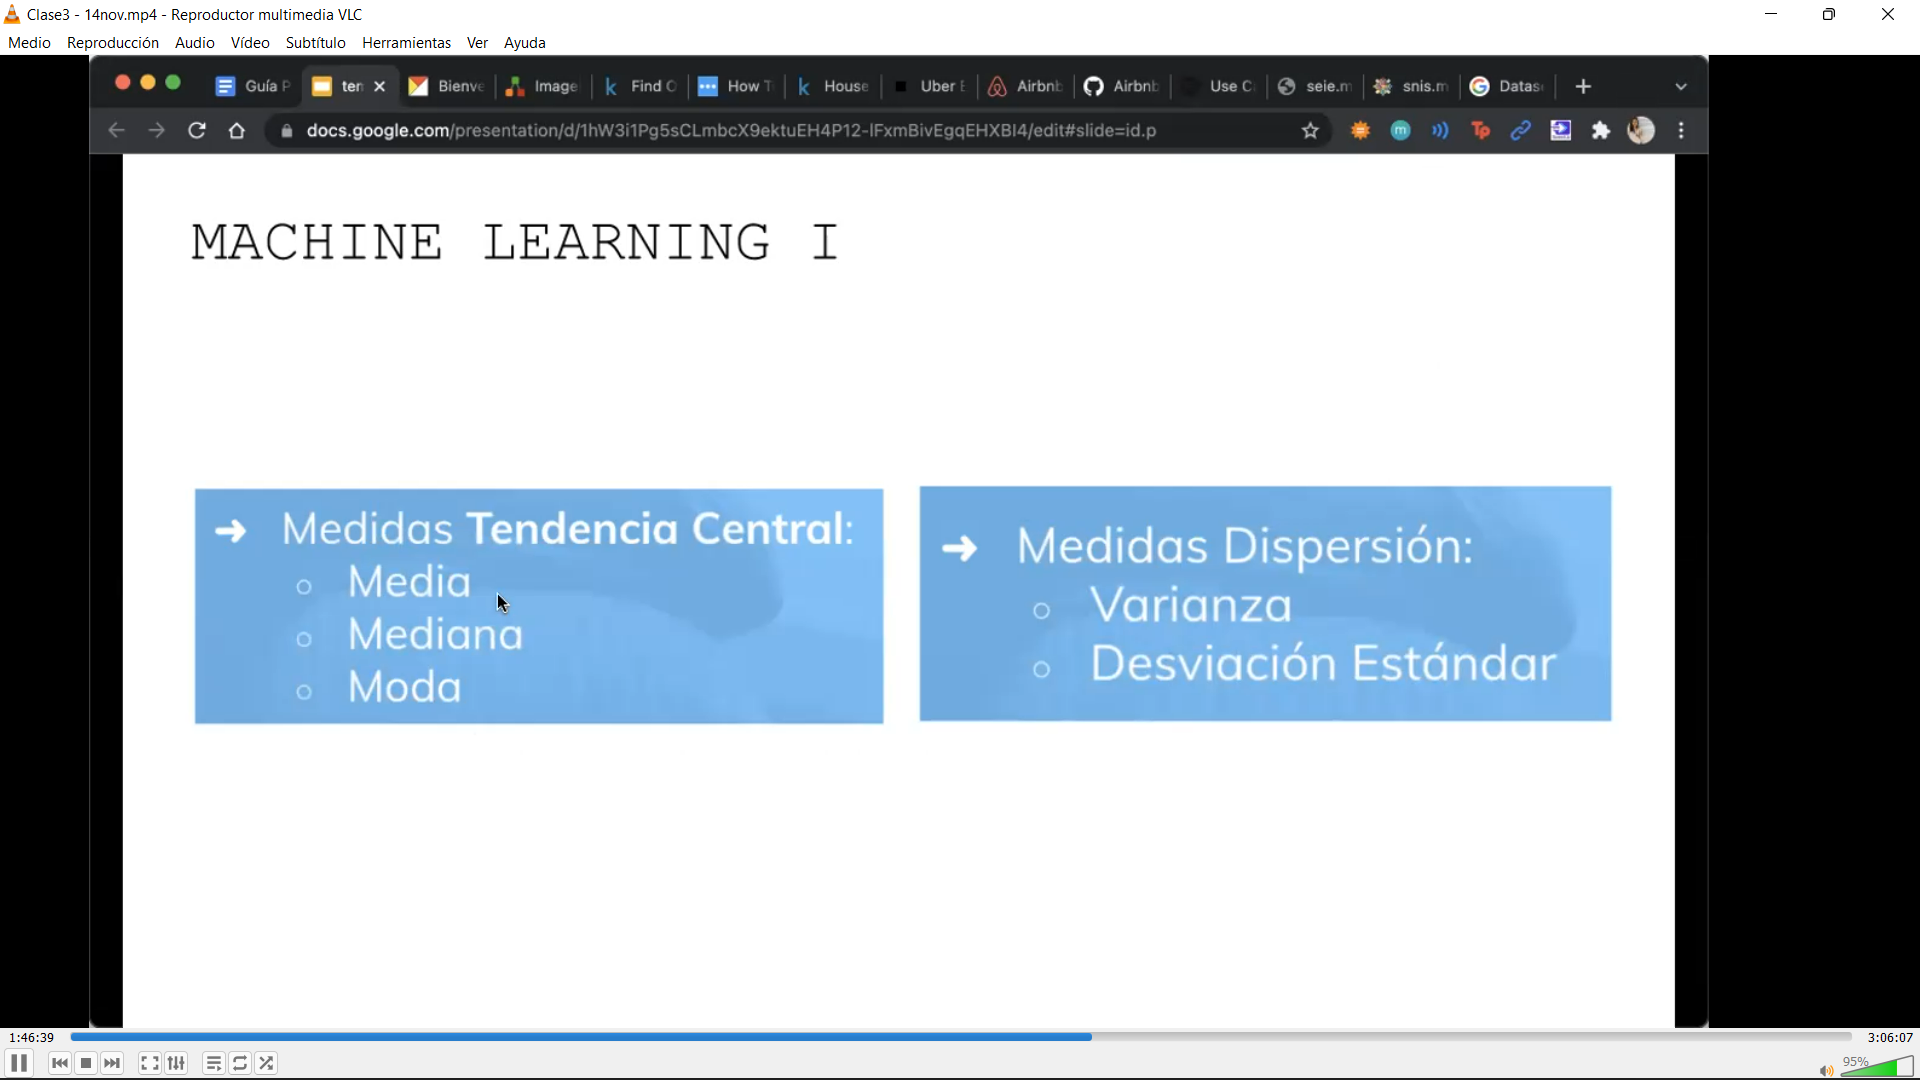 Clase3 - 14nov.mp4 - Reproductor multimedia VLC
Medio Reproducción Audio Vídeo Subtítulo Herramientas Ver Ayuda
Guía P ten Bienve Image Find O How T House Uber E Airbnb Airbnb Use C seie.m snis.m Datas
docs.google.com/presentation/d/1hW3i1Pg5sCLmbcX9ektuEH4P12-lFxmBivEgqEHXBI4/edit#slide=id.p
MACHINE LEARNING I
➜ Medidas Tendencia Central:
○ Media
○ Mediana
○ Moda
➜ Medidas Dispersión:
○ Varianza
○ Desviación Estándar
1:46:39
3:06:07
95%